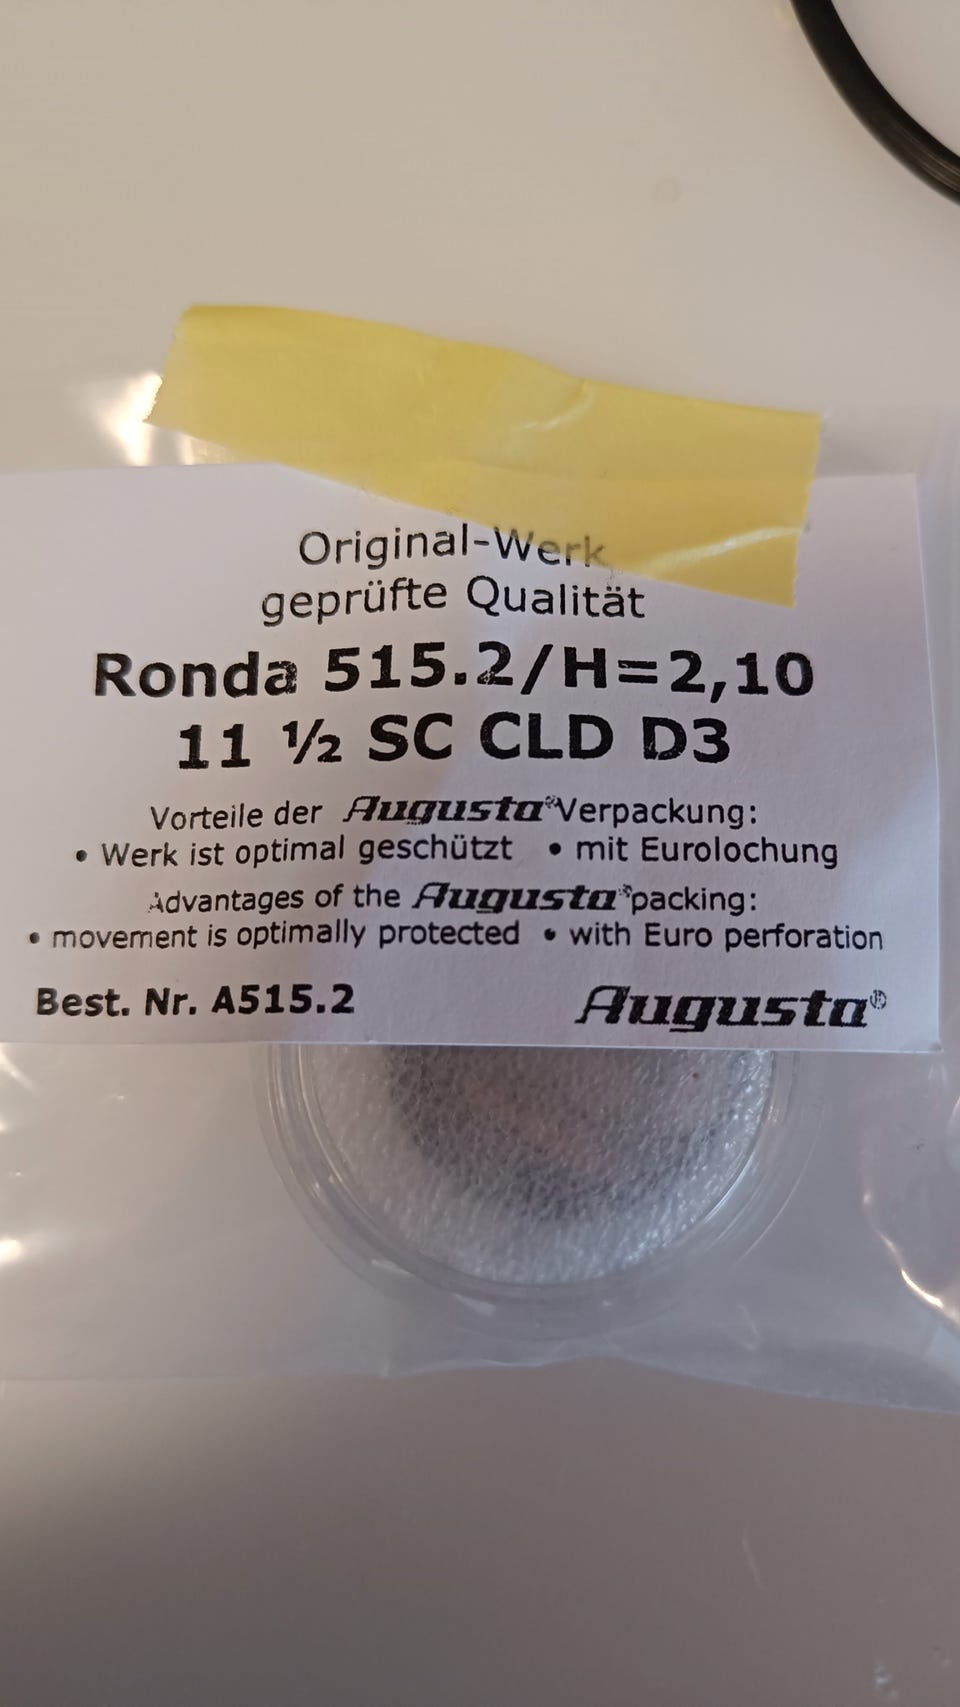 Original-Werk
geprüfte Qualität
Ronda 515.2/H=2,10
11 ½ SC CLD D3
Vorteile der Augusta® Verpackung:
• Werk ist optimal geschützt • mit Eurolochung
Advantages of the Augusta® packing:
• movement is optimally protected • with Euro perforation
Best. Nr. A515.2 Augusta®